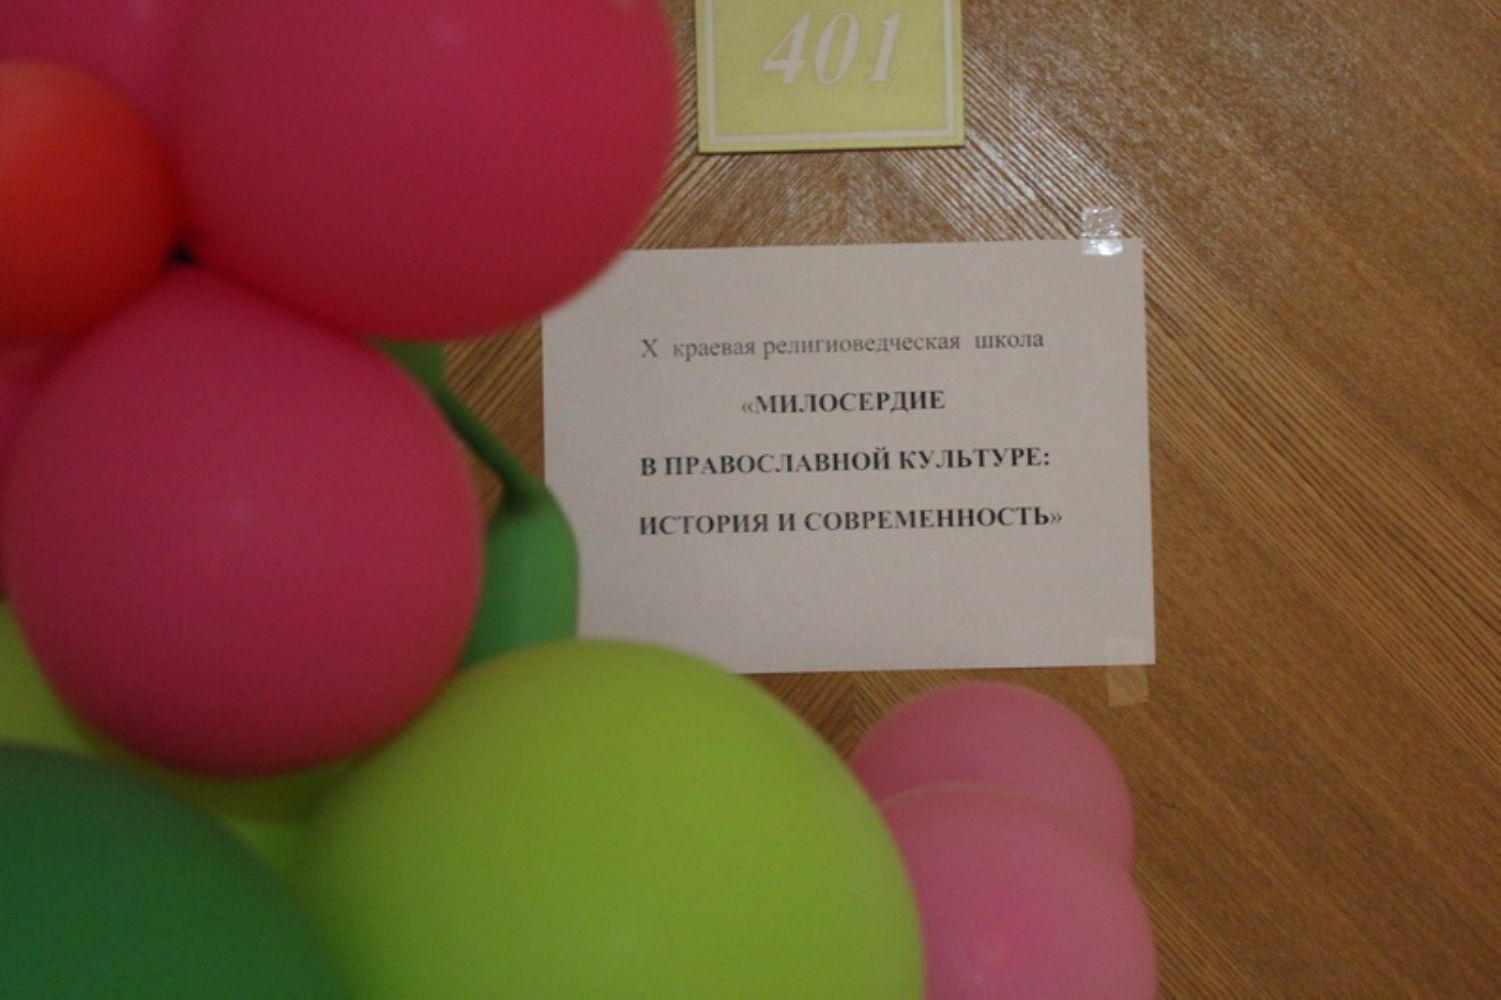 401
X краевая религиоведческая школа
«МИЛОСЕРДИЕ
В ПРАВОСЛАВНОЙ КУЛЬТУРЕ:
ИСТОРИЯ И СОВРЕМЕННОСТЬ»